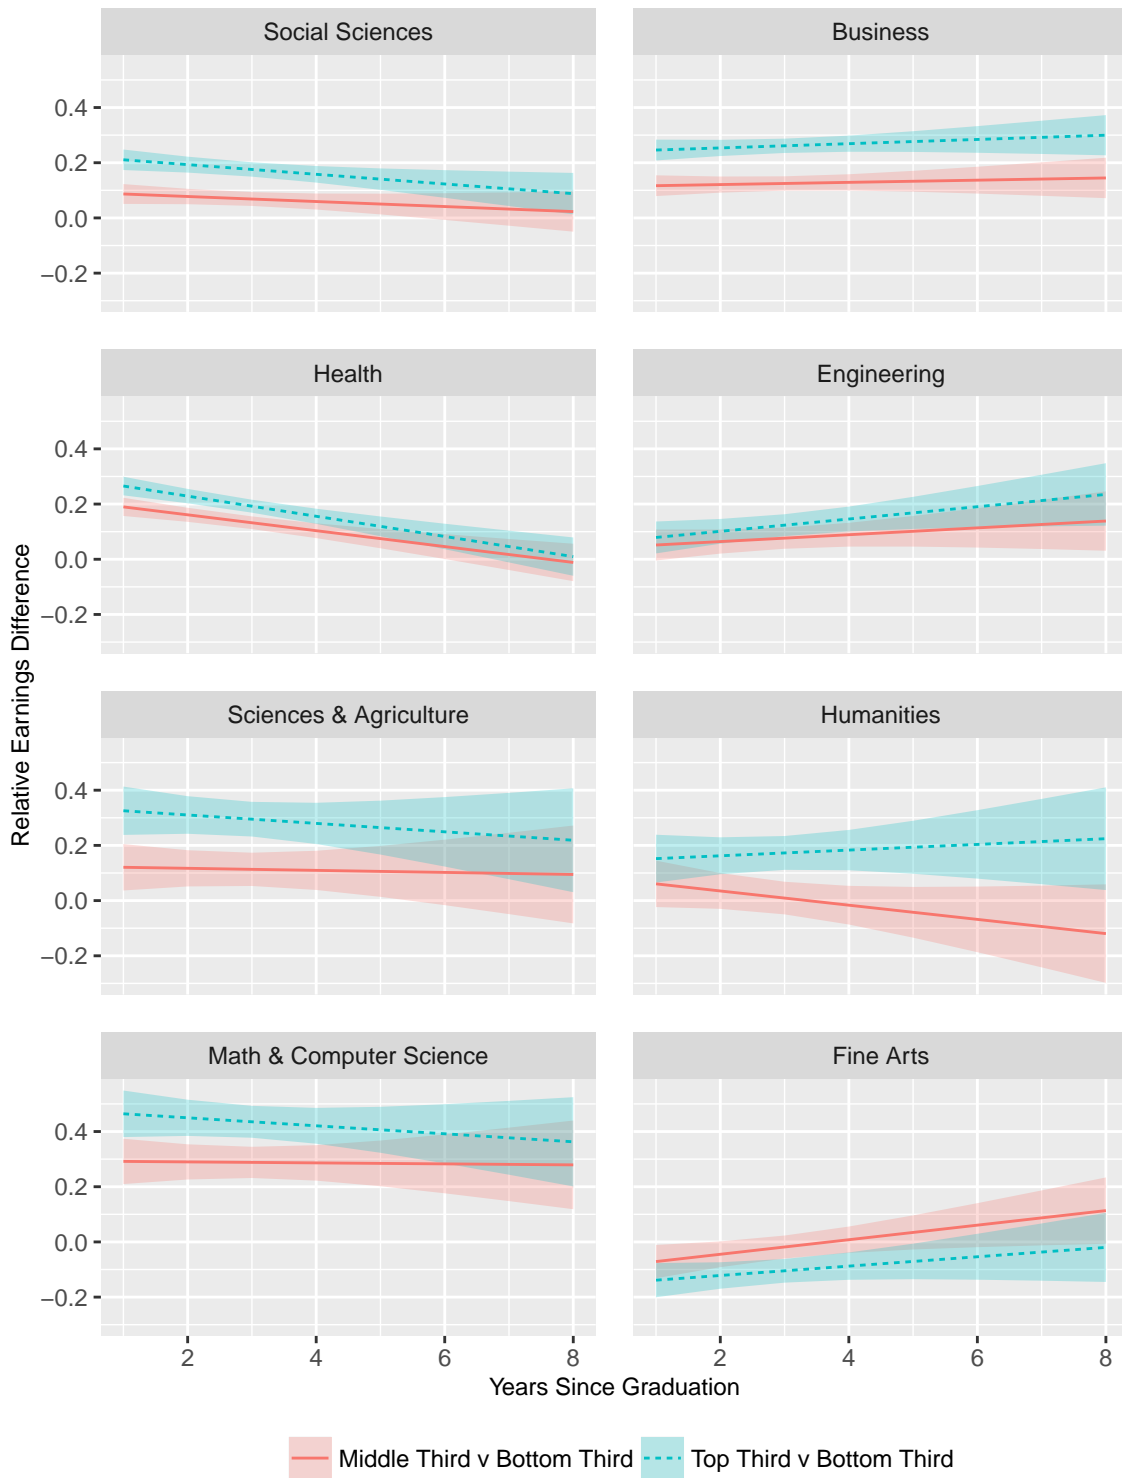 Social Sciences
Business
0.4
0.2
0.0
−0.2
Health
Engineering
0.4
0.2
0.0
−0.2
Relative Earnings Difference
Sciences & Agriculture
Humanities
0.4
0.2
0.0
−0.2
Math & Computer Science
Fine Arts
0.4
0.2
0.0
−0.2
2 4 6 8
2 4 6 8
Years Since Graduation
Middle Third v Bottom Third
Top Third v Bottom Third